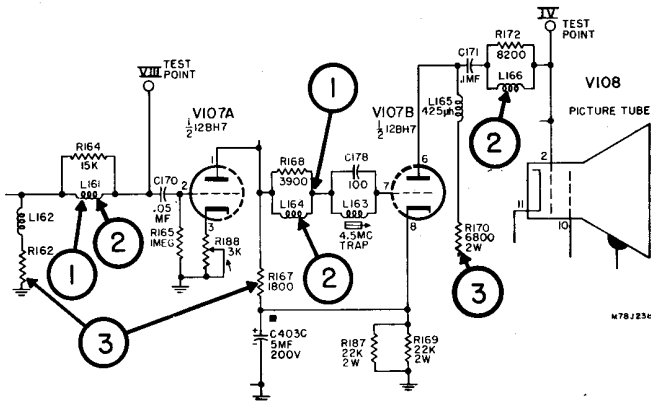 VIII TEST
POINT
IV
TEST
POINT
R172
8200
C171
.1MF
L166
V108
PICTURE TUBE
1
V107A
½ 12BH7
V107B
½ 12BH7
L165
425μh
2
R164
15K
L161
C170
.05
MF
2
1
3
R168
3900
L164
C178
100
L163
4.5MC
TRAP
7
6
8
2
11
10
L162
R162
1
2
3
R165
1MEG
R188
3K
2
R167
1800
R170
6800
2W
3
C403C
5MF
200V
+
R187
22K
2W
R169
22K
2W